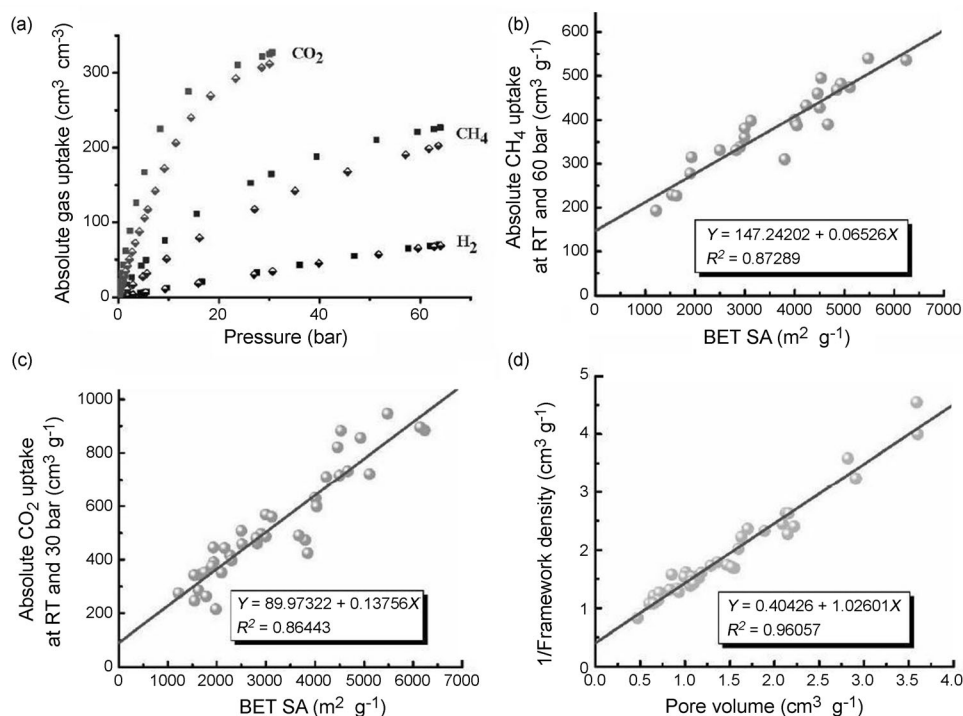 (a)
Absolute gas uptake (cm³ cm⁻³)
300
200
100
0
CO₂
CH₄
H₂
0 20 40 60 80
Pressure (bar)
(b)
Absolute CH₄ uptake
at RT and 60 bar (cm³ g⁻¹)
600
500
400
300
200
100
0
Y = 147.24202 + 0.06526X
R² = 0.87289
0 1000 2000 3000 4000 5000 6000 7000
BET SA (m² g⁻¹)
(c)
Absolute CO₂ uptake
at RT and 30 bar (cm³ g⁻¹)
1000
800
600
400
200
0
Y = 89.97322 + 0.13756X
R² = 0.86443
0 1000 2000 3000 4000 5000 6000 7000
BET SA (m² g⁻¹)
(d)
1/Framework density (cm³ g⁻¹)
5
4
3
2
1
0
Y = 0.40426 + 1.02601X
R² = 0.96057
0.0 0.5 1.0 1.5 2.0 2.5 3.0 3.5 4.0
Pore volume (cm³ g⁻¹)